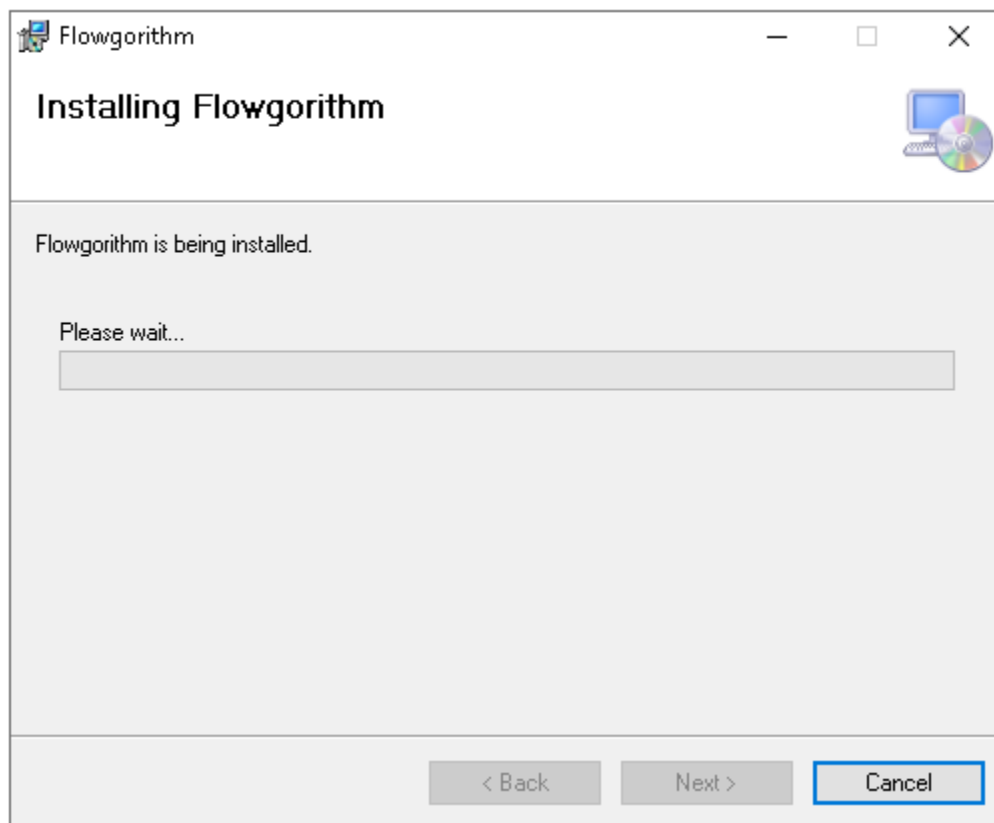 Flowgorithm
Installing Flowgorithm
Flowgorithm is being installed.
Please wait...
< Back
Next >
Cancel